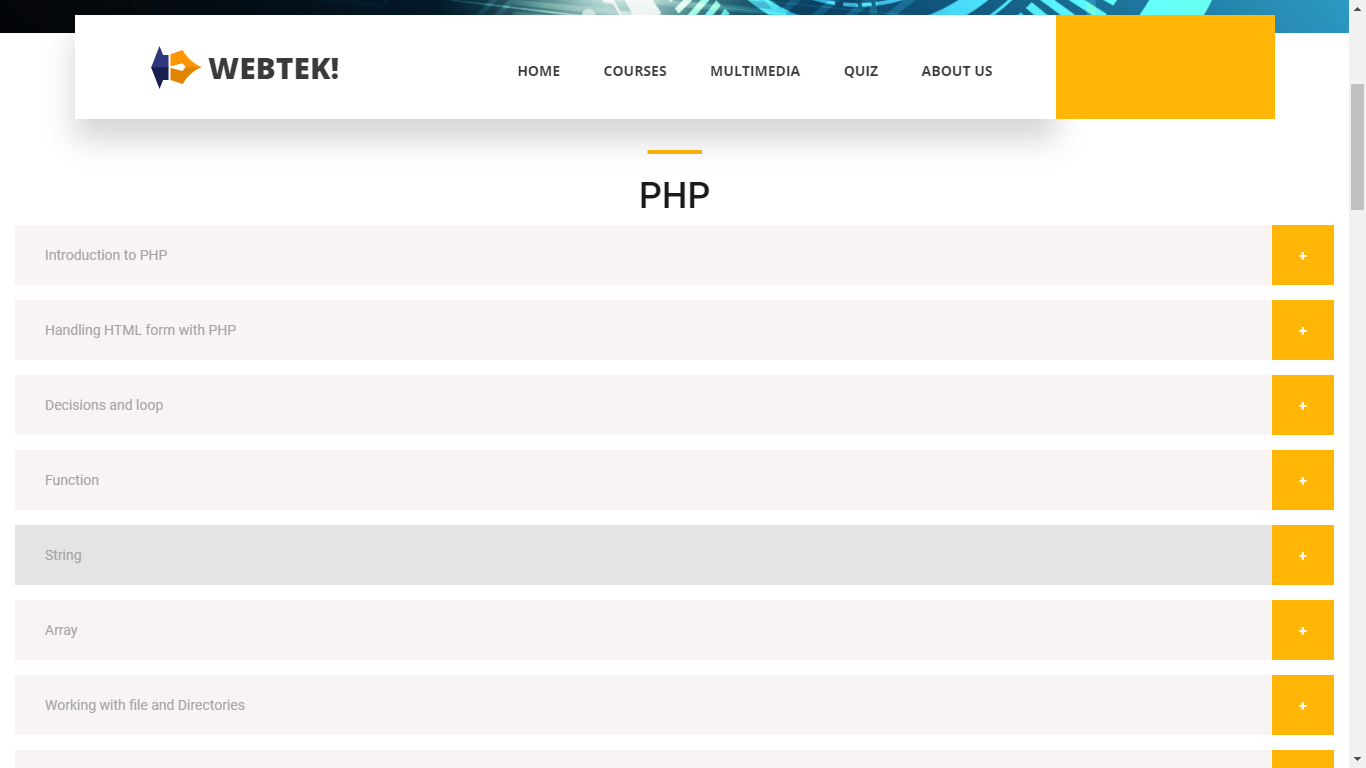 WEBTEK!
HOME COURSES MULTIMEDIA QUIZ ABOUT US
PHP
Introduction to PHP +
Handling HTML form with PHP +
Decisions and loop +
Function +
String +
Array +
Working with file and Directories +